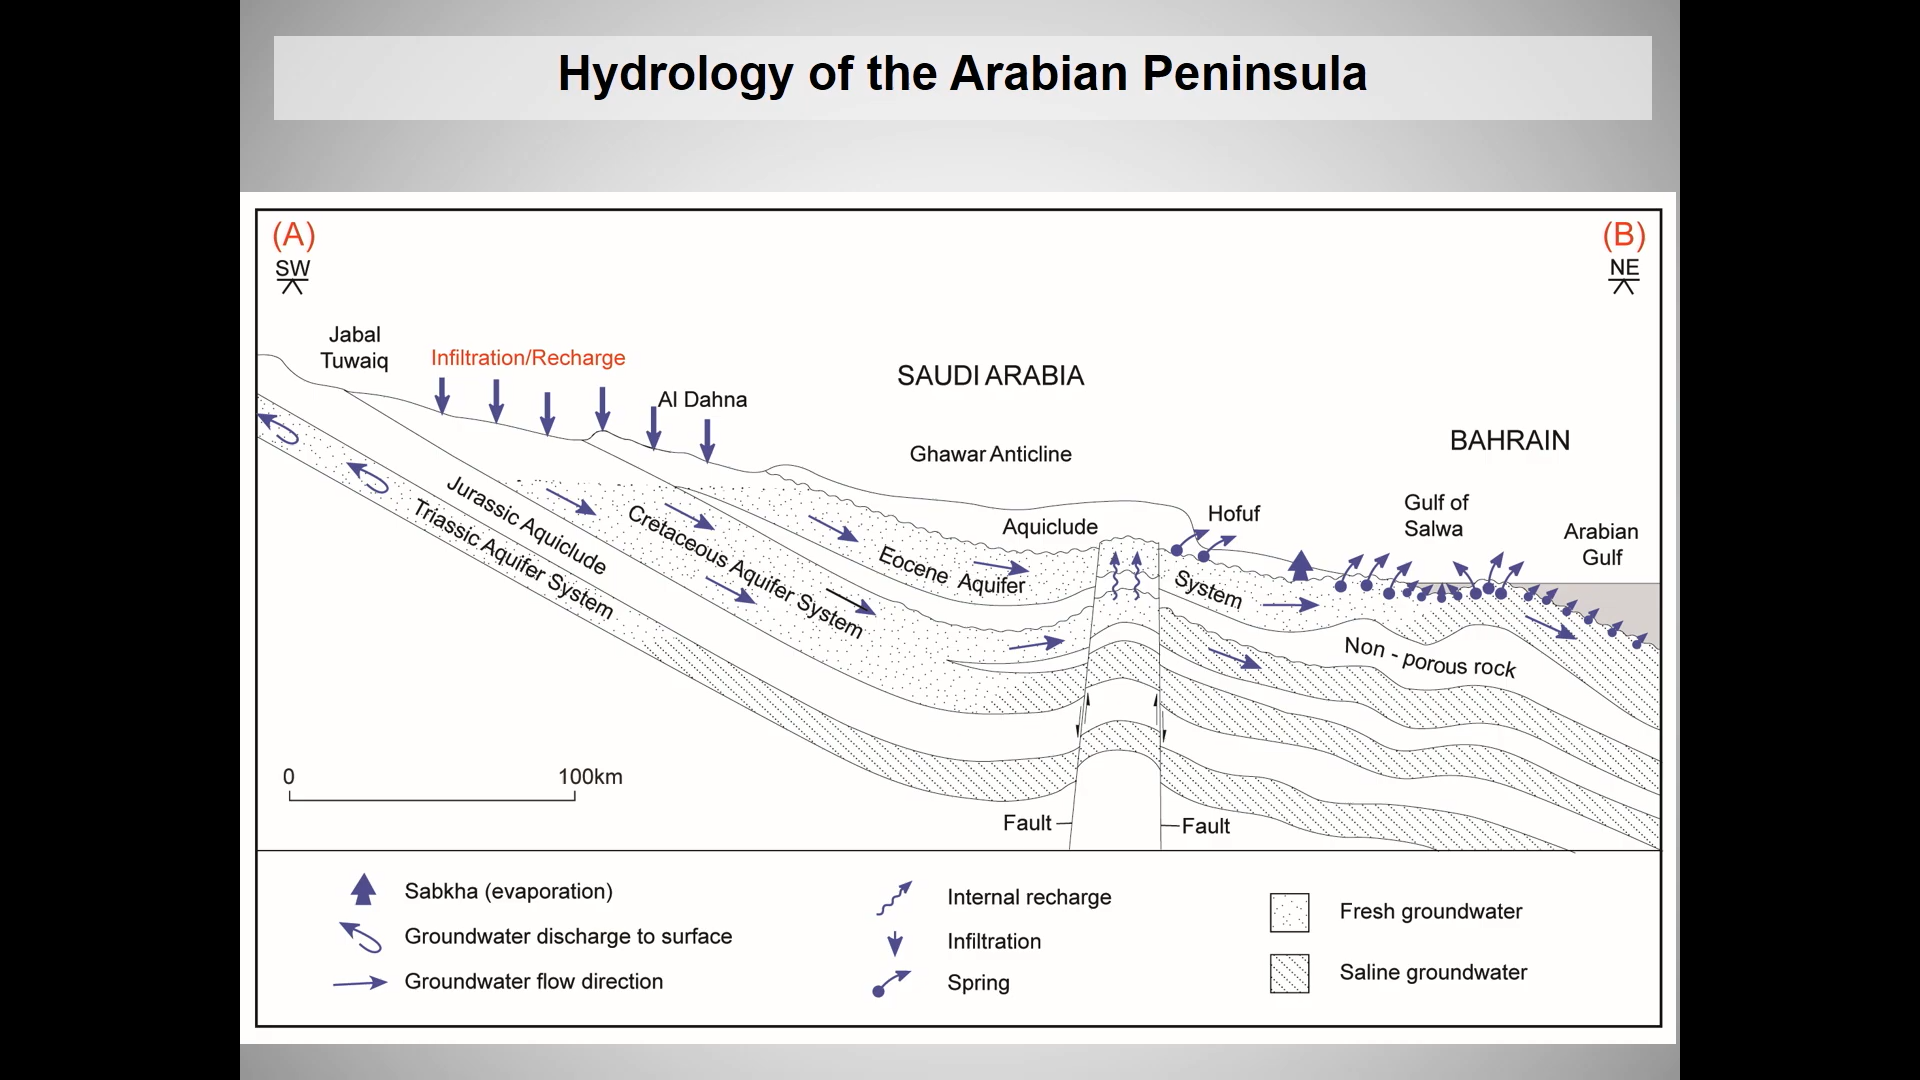 Hydrology of the Arabian Peninsula
(A)
SW
(B)
NE
Jabal
Tuwaiq
Infiltration/Recharge
Al Dahna
SAUDI ARABIA
Ghawar Anticline
BAHRAIN
Gulf of
Salwa
Arabian
Gulf
Hofuf
Aquiclude
Jurassic Aquiclude
Triassic Aquifer System
Cretaceous Aquifer System
Eocene Aquifer
System
Non - porous rock
0
100km
Fault
Fault
Sabkha (evaporation)
Groundwater discharge to surface
Groundwater flow direction
Internal recharge
Infiltration
Spring
Fresh groundwater
Saline groundwater